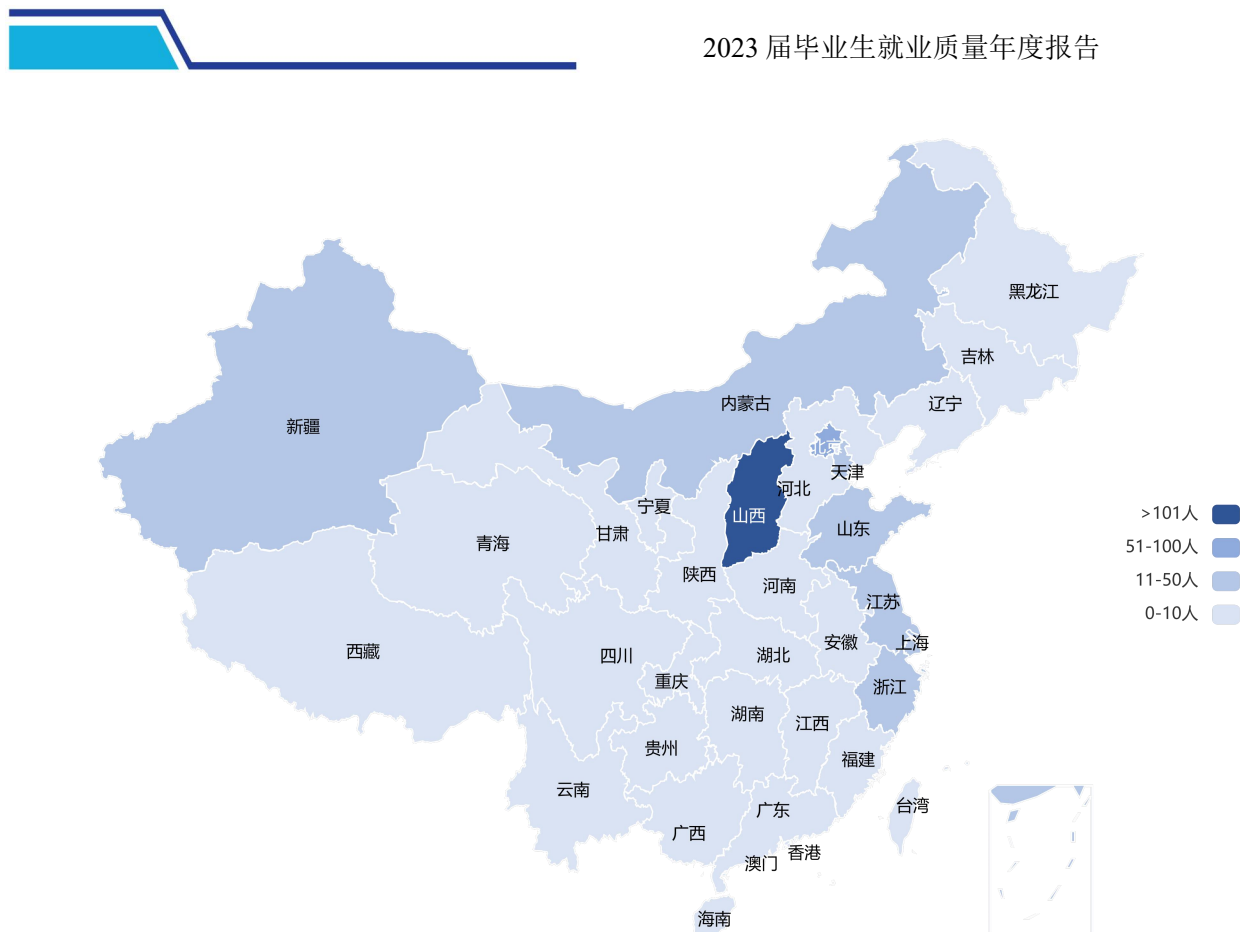 2023 届毕业生就业质量年度报告
黑龙江
吉林
辽宁
内蒙古
新疆
北京
天津
河北
山西
宁夏
山东
甘肃
青海
陕西
河南
江苏
上海
安徽
西藏
四川
湖北
重庆
浙江
湖南
江西
贵州
福建
云南
台湾
广东
广西
香港
澳门
海南
>101人
51-100人
11-50人
0-10人